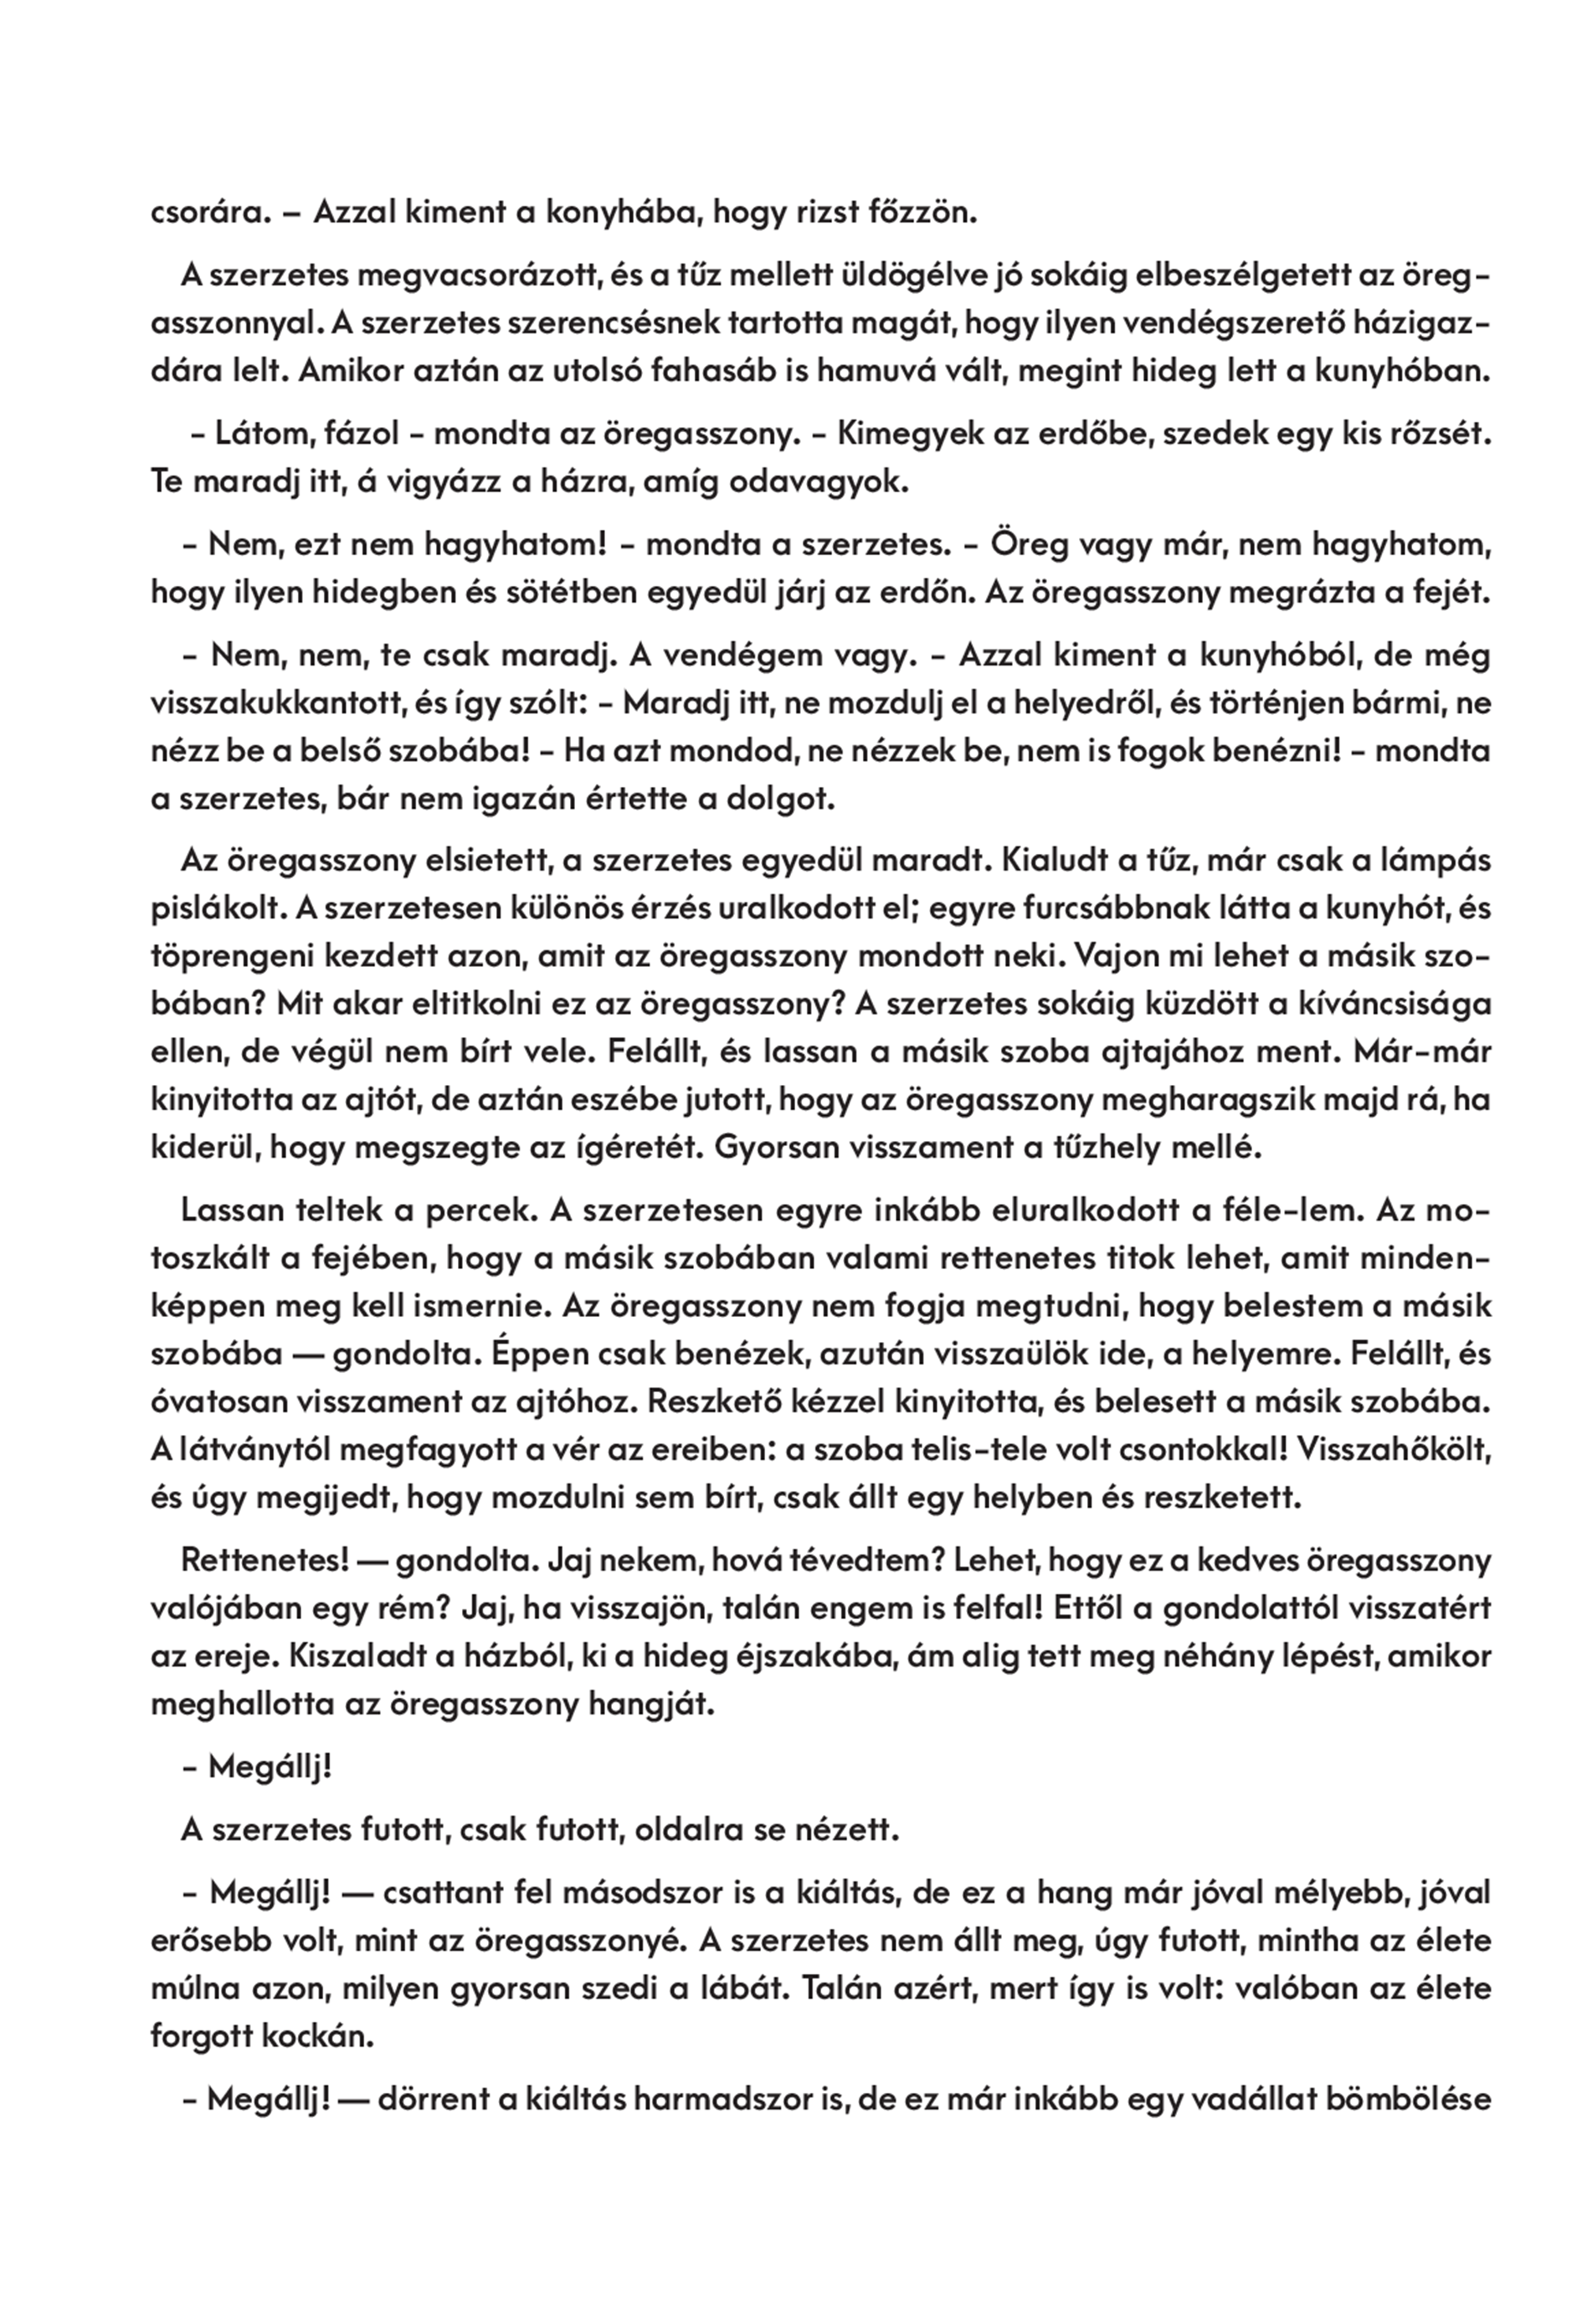 csorára. – Azzal kiment a konyhába, hogy rizst főzzön.
A szerzetes megvacsorázott, és a tűz mellett üldögélve jó sokáig elbeszélgetett az öreg-
asszonnyal. A szerzetes szerencsésnek tartotta magát, hogy ilyen vendégszerető házigaz-
dára lelt. Amikor aztán az utolsó fahasáb is hamuvá vált, megint hideg lett a kunyhóban.
– Látom, fázol – mondta az öregasszony. – Kimegyek az erdőbe, szedek egy kis rőzsét.
Te maradj itt, á vigyázz a házra, amíg odavagyok.
– Nem, ezt nem hagyhatom! – mondta a szerzetes. – Öreg vagy már, nem hagyhatom,
hogy ilyen hidegben és sötétben egyedül járj az erdőn. Az öregasszony megrázta a fejét.
– Nem, nem, te csak maradj. A vendégem vagy. – Azzal kiment a kunyhóból, de még
visszakukkantott, és így szólt: – Maradj itt, ne mozdulj el a helyedről, és történjen bármi, ne
nézz be a belső szobába! – Ha azt mondod, ne nézzek be, nem is fogok benézni! – mondta
a szerzetes, bár nem igazán értette a dolgot.
Az öregasszony elsietett, a szerzetes egyedül maradt. Kialudt a tűz, már csak a lámpás
pislákolt. A szerzetesen különös érzés uralkodott el; egyre furcsábbnak látta a kunyhót, és
töprengeni kezdett azon, amit az öregasszony mondott neki. Vajon mi lehet a másik szo-
bában? Mit akar eltitkolni ez az öregasszony? A szerzetes sokáig küzdött a kíváncsisága
ellen, de végül nem bírt vele. Felállt, és lassan a másik szoba ajtajához ment. Már-már
kinyitotta az ajtót, de aztán eszébe jutott, hogy az öregasszony megharagszik majd rá, ha
kiderül, hogy megszegte az ígéretét. Gyorsan visszament a tűzhely mellé.
Lassan teltek a percek. A szerzetesen egyre inkább eluralkodott a féle-lem. Az mo-
toszkált a fejében, hogy a másik szobában valami rettenetes titok lehet, amit minden-
képpen meg kell ismernie. Az öregasszony nem fogja megtudni, hogy belestem a másik
szobába — gondolta. Éppen csak benézek, azután visszaülök ide, a helyemre. Felállt, és
óvatosan visszament az ajtóhoz. Reszkető kézzel kinyitotta, és belesett a másik szobába.
A látványtól megfagyott a vér az ereiben: a szoba telis-tele volt csontokkal! Visszahőkölt,
és úgy megijedt, hogy mozdulni sem bírt, csak állt egy helyben és reszketett.
Rettenetes! — gondolta. Jaj nekem, hová tévedtem? Lehet, hogy ez a kedves öregasszony
valójában egy rém? Jaj, ha visszajön, talán engem is felfal! Ettől a gondolattól visszatért
az ereje. Kiszaladt a házból, ki a hideg éjszakába, ám alig tett meg néhány lépést, amikor
meghallotta az öregasszony hangját.
– Megállj!
A szerzetes futott, csak futott, oldalra se nézett.
– Megállj! — csattant fel másodszor is a kiáltás, de ez a hang már jóval mélyebb, jóval
erősebb volt, mint az öregasszonyé. A szerzetes nem állt meg, úgy futott, mintha az élete
múlna azon, milyen gyorsan szedi a lábát. Talán azért, mert így is volt: valóban az élete
forgott kockán.
– Megállj! — dörrent a kiáltás harmadszor is, de ez már inkább egy vadállat bömbölése